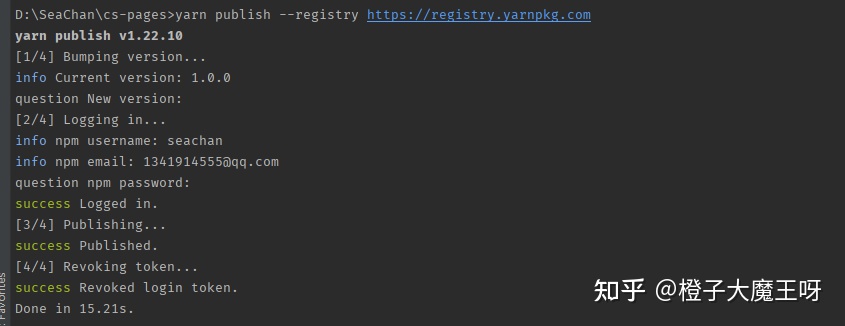 D:\SeaChan\cs-pages>yarn publish --registry https://registry.yarnpkg.com
yarn publish v1.22.10
[1/4] Bumping version...
info Current version: 1.0.0
question New version:
[2/4] Logging in...
info npm username: seachan
info npm email: 1341914555@qq.com
question npm password:
success Logged in.
[3/4] Publishing...
success Published.
[4/4] Revoking token...
success Revoked login token.
Done in 15.21s.
Favorites
知乎 @橙子大魔王呀